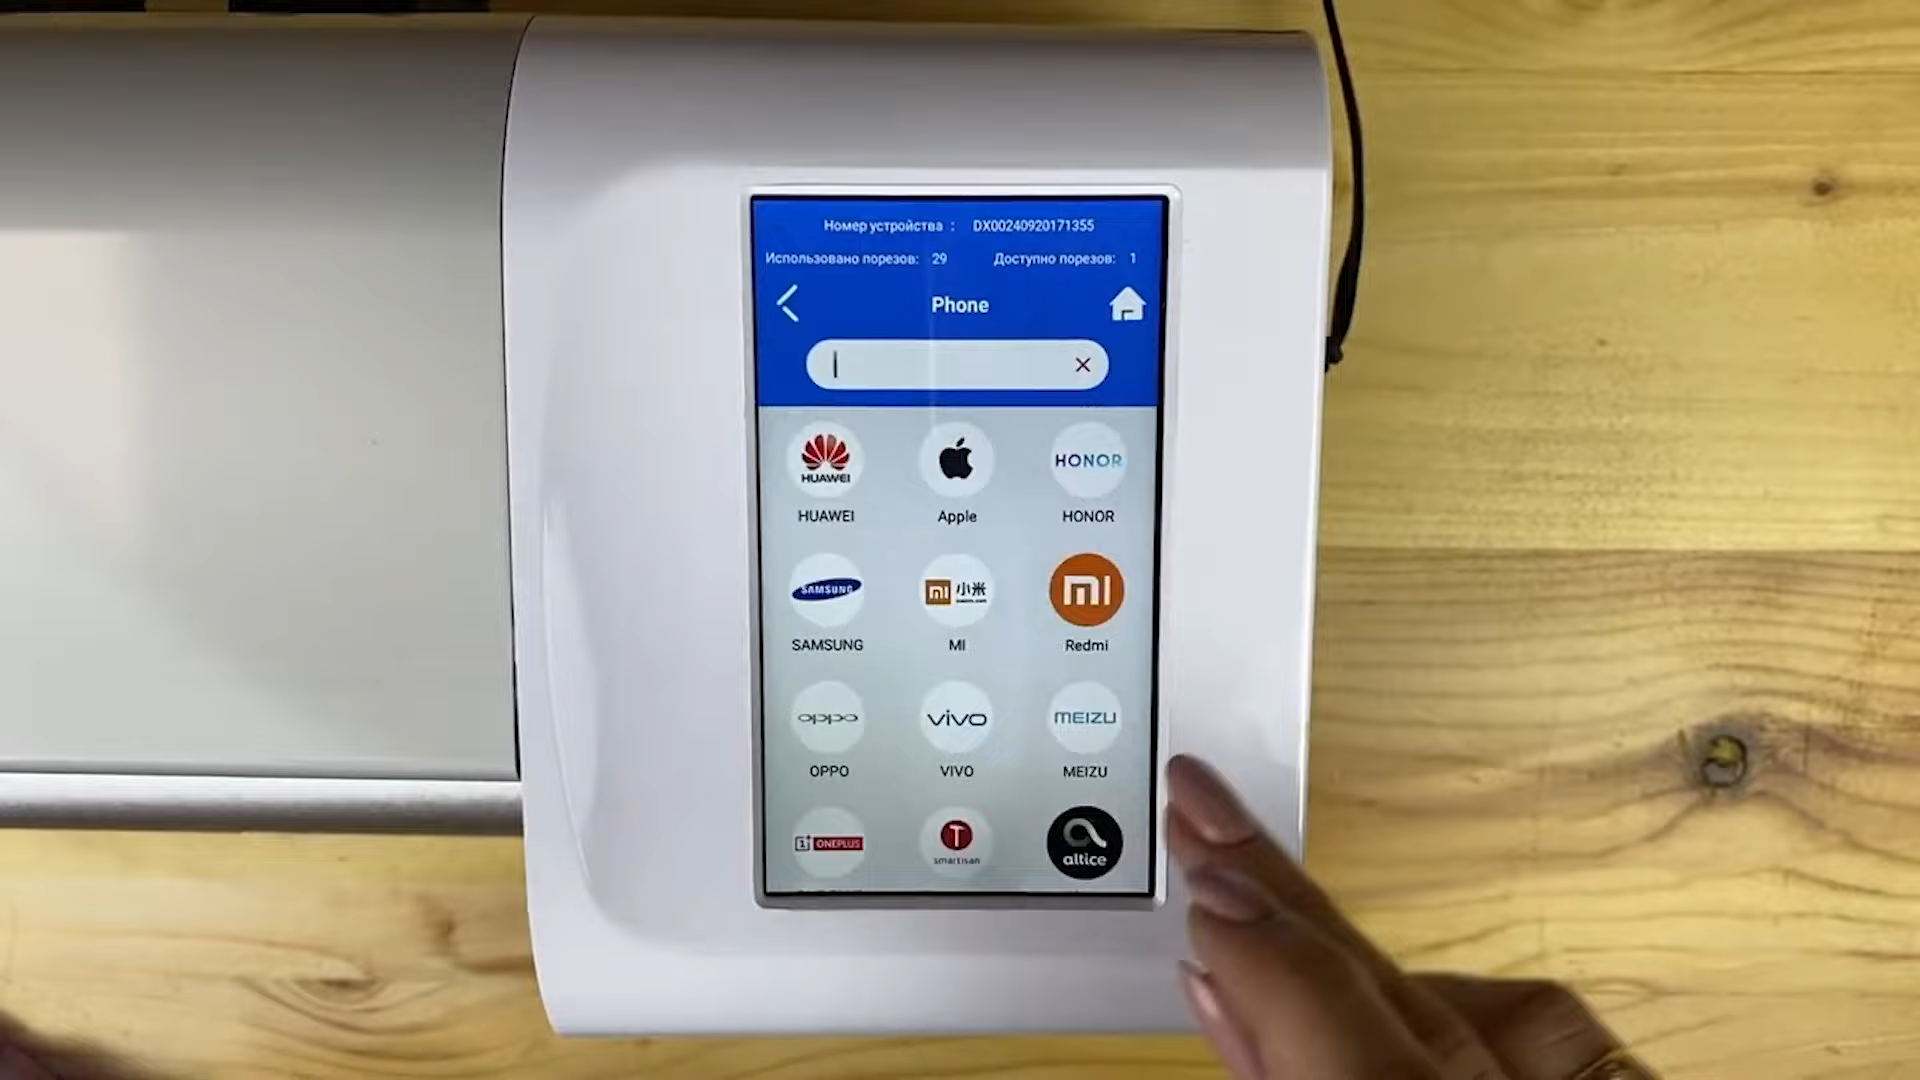 Номер устройства : DX00240920171355
Использовано порезов: 29 Доступно порезов: 1
Phone
HUAWEI HONOR
HUAWEI Apple HONOR
SAMSUNG mi 小米 mi
SAMSUNG MI Redmi
oppo vivo MEIZU
OPPO VIVO MEIZU
1+ ONEPLUS T smartisan altice